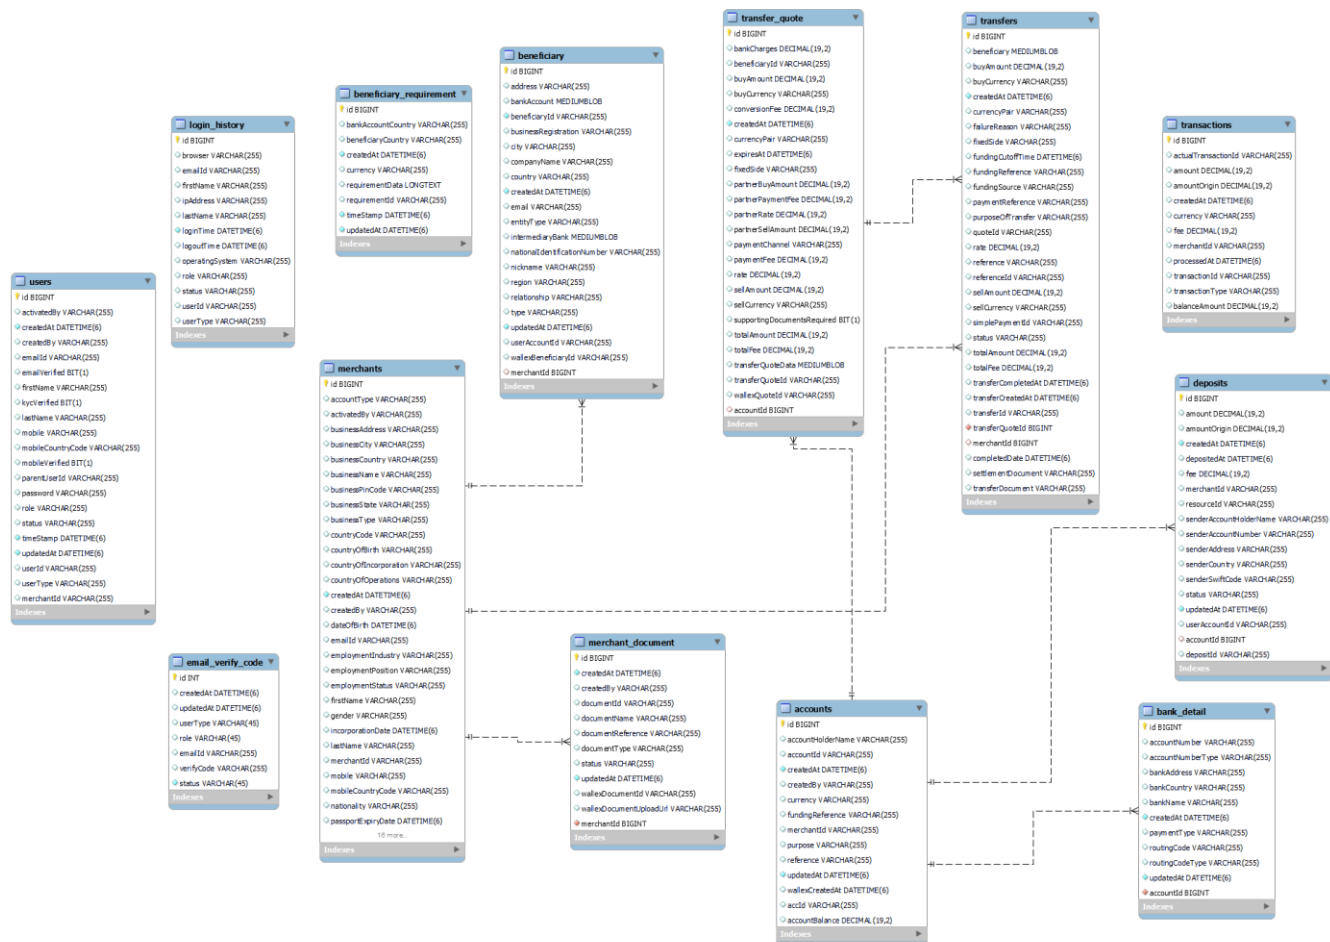 users
id BIGINT
activatedBy VARCHAR(255)
createdAt DATETIME(6)
createdBy VARCHAR(255)
emailId VARCHAR(255)
emailVerified BIT(1)
firstName VARCHAR(255)
kycVerified BIT(1)
lastName VARCHAR(255)
mobile VARCHAR(255)
mobileCountryCode VARCHAR(255)
mobileVerified BIT(1)
parentUserId VARCHAR(255)
password VARCHAR(255)
role VARCHAR(255)
status VARCHAR(255)
timeStamp DATETIME(6)
updatedAt DATETIME(6)
userId VARCHAR(255)
userType VARCHAR(255)
merchantId VARCHAR(255)
Indexes
login_history
id BIGINT
browser VARCHAR(255)
emailId VARCHAR(255)
firstName VARCHAR(255)
ipAddress VARCHAR(255)
lastName VARCHAR(255)
loginTime DATETIME(6)
logoutTime DATETIME(6)
operatingSystem VARCHAR(255)
role VARCHAR(255)
status VARCHAR(255)
userId VARCHAR(255)
userType VARCHAR(255)
Indexes
email_verify_code
id INT
createdAt DATETIME(6)
updatedAt DATETIME(6)
userType VARCHAR(45)
role VARCHAR(45)
emailId VARCHAR(255)
verifyCode VARCHAR(255)
status VARCHAR(45)
Indexes
beneficiary_requirement
id BIGINT
bankAccountCountry VARCHAR(255)
beneficiaryCountry VARCHAR(255)
createdAt DATETIME(6)
currency VARCHAR(255)
requirementData LONGTEXT
requirementId VARCHAR(255)
timeStamp DATETIME(6)
updatedAt DATETIME(6)
Indexes
merchants
id BIGINT
accountType VARCHAR(255)
activatedBy VARCHAR(255)
businessAddress VARCHAR(255)
businessCity VARCHAR(255)
businessCountry VARCHAR(255)
businessName VARCHAR(255)
businessPinCode VARCHAR(255)
businessState VARCHAR(255)
businessType VARCHAR(255)
countryCode VARCHAR(255)
countryOfBirth VARCHAR(255)
countryOfIncorporation VARCHAR(255)
countryOfOperations VARCHAR(255)
createdAt DATETIME(6)
createdBy VARCHAR(255)
dateOfBirth DATETIME(6)
emailId VARCHAR(255)
employmentIndustry VARCHAR(255)
employmentPosition VARCHAR(255)
employmentStatus VARCHAR(255)
firstName VARCHAR(255)
gender VARCHAR(255)
incorporationDate DATETIME(6)
lastName VARCHAR(255)
merchantId VARCHAR(255)
mobile VARCHAR(255)
mobileCountryCode VARCHAR(255)
nationality VARCHAR(255)
passportExpiryDate DATETIME(6)
16 more...
Indexes
beneficiary
id BIGINT
address VARCHAR(255)
bankAccount MEDIUMBLOB
beneficiaryId VARCHAR(255)
businessRegistration VARCHAR(255)
city VARCHAR(255)
companyName VARCHAR(255)
country VARCHAR(255)
createdAt DATETIME(6)
email VARCHAR(255)
entityType VARCHAR(255)
intermediaryBank MEDIUMBLOB
nationalIdentificationNumber VARCHAR(255)
nickname VARCHAR(255)
region VARCHAR(255)
relationship VARCHAR(255)
type VARCHAR(255)
updatedAt DATETIME(6)
userAccountId VARCHAR(255)
wallexBeneficiaryId VARCHAR(255)
merchantId BIGINT
Indexes
merchant_document
id BIGINT
createdAt DATETIME(6)
createdBy VARCHAR(255)
documentId VARCHAR(255)
documentName VARCHAR(255)
documentReference VARCHAR(255)
documentType VARCHAR(255)
status VARCHAR(255)
updatedAt DATETIME(6)
wallexDocumentId VARCHAR(255)
wallexDocumentUploadUrl VARCHAR(255)
merchantId BIGINT
Indexes
transfer_quote
id BIGINT
bankCharges DECIMAL(19,2)
beneficiaryId VARCHAR(255)
buyAmount DECIMAL(19,2)
buyCurrency VARCHAR(255)
conversionFee DECIMAL(19,2)
createdAt DATETIME(6)
currencyPair VARCHAR(255)
expiresAt DATETIME(6)
fixedSide VARCHAR(255)
partnerBuyAmount DECIMAL(19,2)
partnerPaymentFee DECIMAL(19,2)
partnerRate DECIMAL(19,2)
partnerSellAmount DECIMAL(19,2)
paymentChannel VARCHAR(255)
paymentFee DECIMAL(19,2)
rate DECIMAL(19,2)
sellAmount DECIMAL(19,2)
sellCurrency VARCHAR(255)
supportingDocumentsRequired BIT(1)
totalAmount DECIMAL(19,2)
totalFee DECIMAL(19,2)
transferQuoteData MEDIUMBLOB
transferQuoteId VARCHAR(255)
wallexQuoteId VARCHAR(255)
accountId BIGINT
Indexes
accounts
id BIGINT
accountHolderName VARCHAR(255)
accountId VARCHAR(255)
createdAt DATETIME(6)
createdBy VARCHAR(255)
currency VARCHAR(255)
fundingReference VARCHAR(255)
merchantId VARCHAR(255)
purpose VARCHAR(255)
reference VARCHAR(255)
updatedAt DATETIME(6)
wallexCreatedAt DATETIME(6)
accId VARCHAR(255)
accountBalance DECIMAL(19,2)
Indexes
transfers
id BIGINT
beneficiary MEDIUMBLOB
buyAmount DECIMAL(19,2)
buyCurrency VARCHAR(255)
createdAt DATETIME(6)
currencyPair VARCHAR(255)
failureReason VARCHAR(255)
fixedSide VARCHAR(255)
fundingCutoffTime DATETIME(6)
fundingReference VARCHAR(255)
fundingSource VARCHAR(255)
paymentReference VARCHAR(255)
purposeOfTransfer VARCHAR(255)
quoteId VARCHAR(255)
rate DECIMAL(19,2)
reference VARCHAR(255)
referenceId VARCHAR(255)
sellAmount DECIMAL(19,2)
sellCurrency VARCHAR(255)
simplePaymentId VARCHAR(255)
status VARCHAR(255)
totalAmount DECIMAL(19,2)
totalFee DECIMAL(19,2)
transferCompletedAt DATETIME(6)
transferCreatedAt DATETIME(6)
transferId VARCHAR(255)
transferQuoteId BIGINT
merchantId BIGINT
completedDate DATETIME(6)
settlementDocument VARCHAR(255)
transferDocument VARCHAR(255)
Indexes
transactions
id BIGINT
actualTransactionId VARCHAR(255)
amount DECIMAL(19,2)
amountOrigin DECIMAL(19,2)
createdAt DATETIME(6)
currency VARCHAR(255)
fee DECIMAL(19,2)
merchantId VARCHAR(255)
processedAt DATETIME(6)
transactionId VARCHAR(255)
transactionType VARCHAR(255)
balanceAmount DECIMAL(19,2)
Indexes
deposits
id BIGINT
amount DECIMAL(19,2)
amountOrigin DECIMAL(19,2)
createdAt DATETIME(6)
depositedAt DATETIME(6)
fee DECIMAL(19,2)
merchantId VARCHAR(255)
resourceId VARCHAR(255)
senderAccountHolderName VARCHAR(255)
senderAccountNumber VARCHAR(255)
senderAddress VARCHAR(255)
senderCountry VARCHAR(255)
senderSwiftCode VARCHAR(255)
status VARCHAR(255)
updatedAt DATETIME(6)
userAccountId VARCHAR(255)
accountId BIGINT
depositId VARCHAR(255)
Indexes
bank_detail
id BIGINT
accountNumber VARCHAR(255)
accountNumberType VARCHAR(255)
bankAddress VARCHAR(255)
bankCountry VARCHAR(255)
bankName VARCHAR(255)
createdAt DATETIME(6)
paymentType VARCHAR(255)
routingCode VARCHAR(255)
routingCodeType VARCHAR(255)
updatedAt DATETIME(6)
accountId BIGINT
Indexes